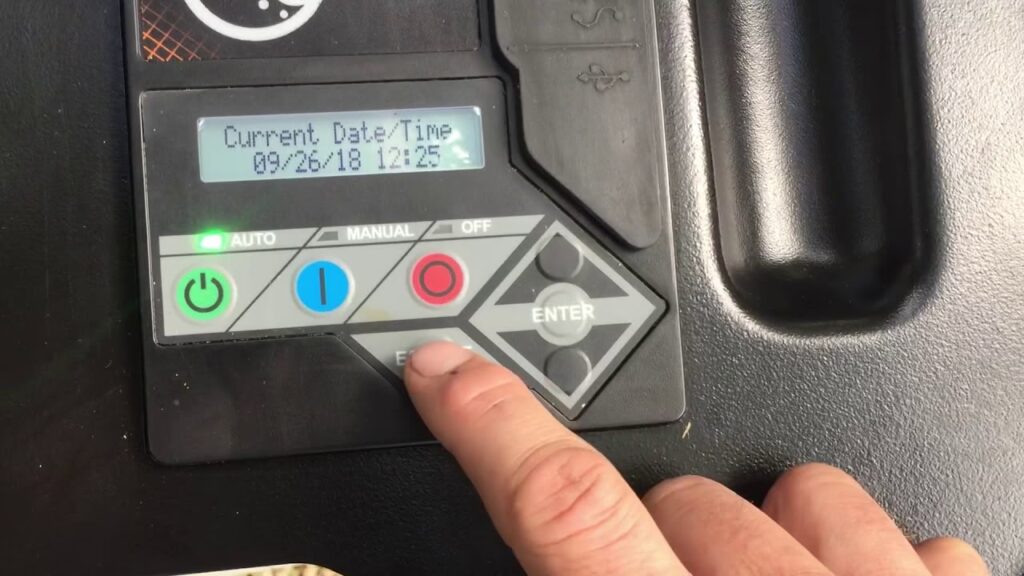 Current Date/Time
09/26/18 12:25
AUTO
MANUAL
OFF
ENTER